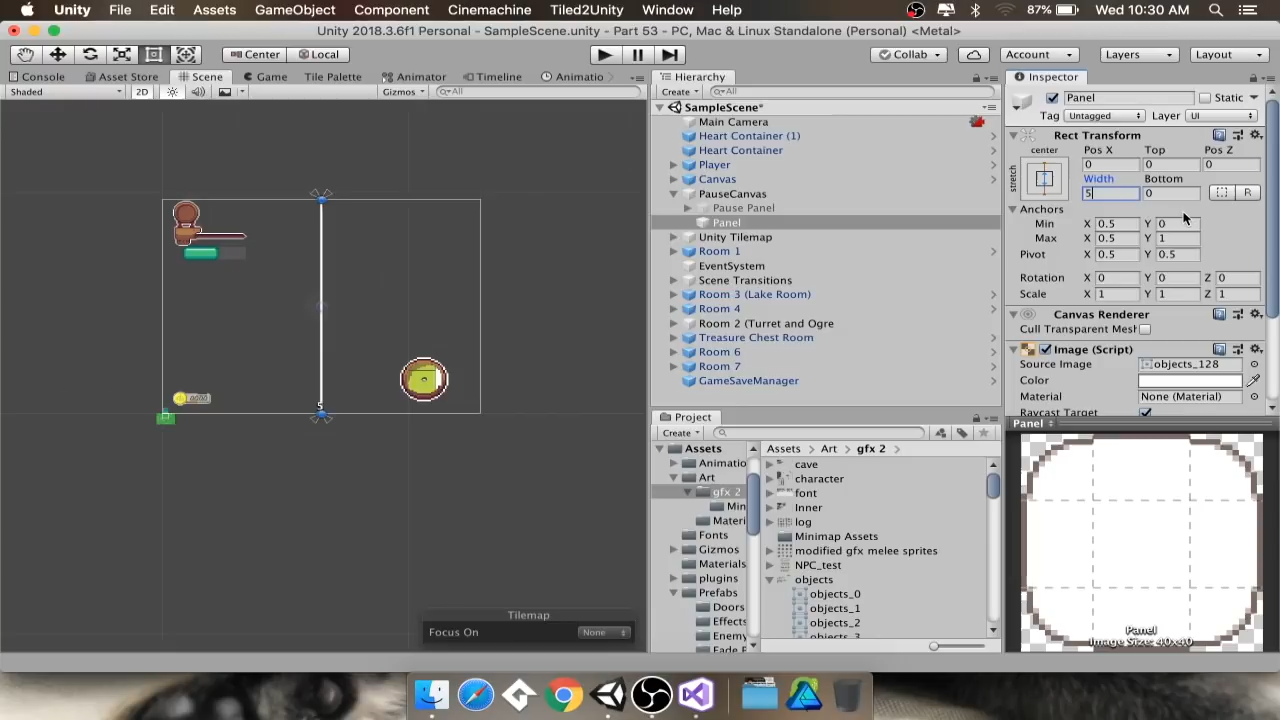 Unity File Edit Assets GameObject Component Cinemachine Tiled2Unity Window Help 87% Wed 10:30 AM
Unity 2018.3.6f1 Personal - SampleScene.unity - Part 53 - PC, Mac & Linux Standalone (Personal) <Metal>
Center Local Collab Account Layers Layout
Console Asset Store Scene Game Tile Palette Animator Timeline Animatio Hierarchy Inspector
Shaded 2D Gizmos All Create All
SampleScene*
Main Camera
Heart Container (1)
Heart Container
Player
Canvas
PauseCanvas
Pause Panel
Panel
Unity Tilemap
Room 1
EventSystem
Scene Transitions
Room 3 (Lake Room)
Room 4
Room 2 (Turret and Ogre
Treasure Chest Room
Room 6
Room 7
GameSaveManager
Panel Static
Tag Untagged Layer UI
Rect Transform
center Pos X Top Pos Z
0 0 0
stretch Width Bottom
5 0 R
Anchors
Min X 0.5 Y 0
Max X 0.5 Y 1
Pivot X 0.5 Y 0.5
Rotation X 0 Y 0 Z 0
Scale X 1 Y 1 Z 1
Canvas Renderer
Cull Transparent Mesh
Image (Script)
Source Image objects_128
Color
Material None (Material)
Raycast Target
5
0000
Tilemap
Focus On None
Project
Create
Assets
Animatio
Art
gfx 2
Min
Materi
Fonts
Gizmos
Materials
plugins
Prefabs
Doors
Effects
Enemy
Fade P
Assets Art gfx 2
cave
character
font
Inner
log
Minimap Assets
modified gfx melee sprites
NPC_test
objects
objects_0
objects_1
objects_2
objects_3
Panel
Panel
Image Size: 40x40